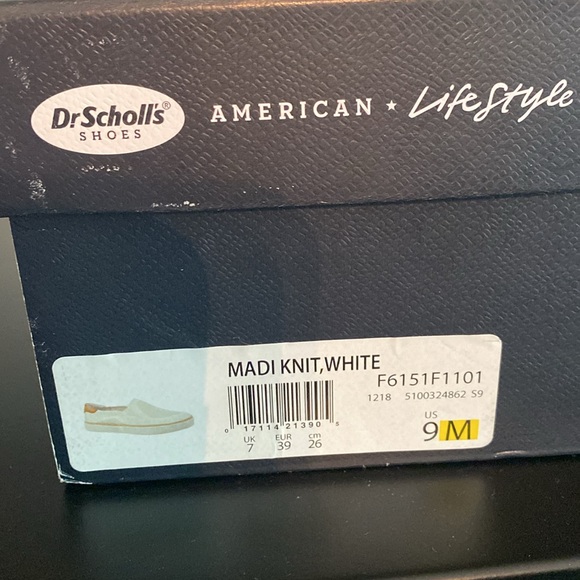 Dr Scholl's®
SHOES
AMERICAN ★ Lifestyle
MADI KNIT,WHITE
F6151F1101
1218 5100324862 S9
0 17114 21390 5
UK EUR cm
7 39 26
US
9 M